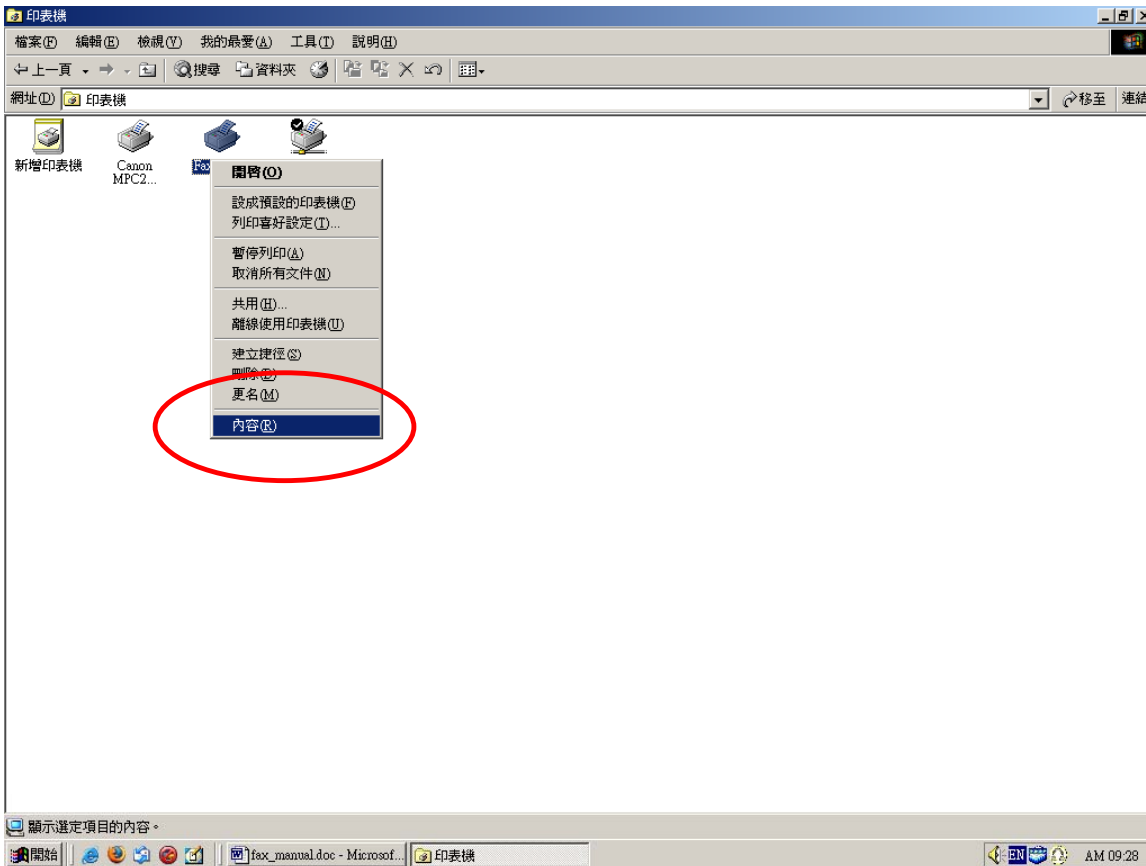 印表機
檔案(F) 編輯(E) 檢視(V) 我的最愛(A) 工具(T) 說明(H)
上一頁 搜尋 資料夾
網址(D) 印表機 移至 連結
新增印表機
Canon
MPC2...
Fax
開啓(O)
設成預設的印表機(F)
列印喜好設定(T)...
暫停列印(A)
取消所有文件(N)
共用(H)...
離線使用印表機(U)
建立捷徑(S)
刪除(D)
更名(M)
內容(R)
顯示選定項目的內容。
開始 fax_manual.doc - Microsof... 印表機 EN AM 09:28